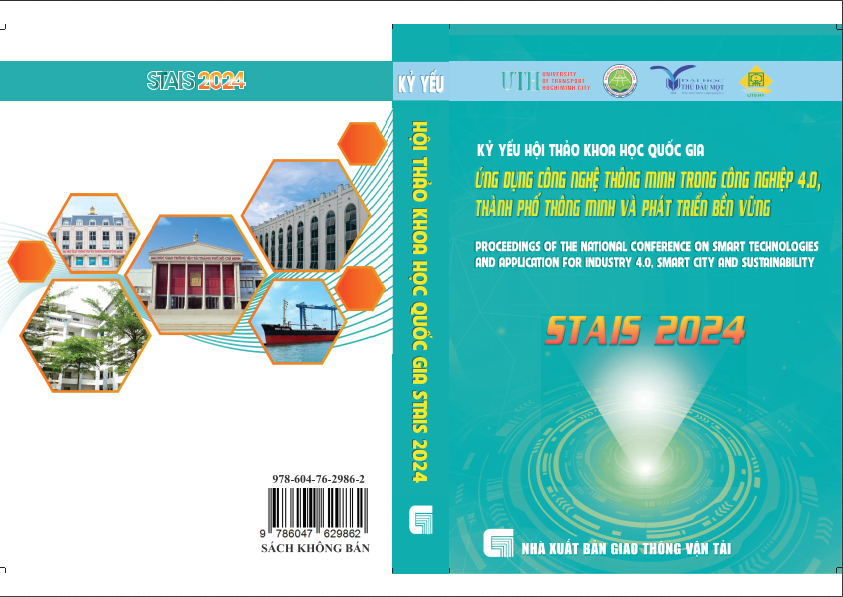 STAIS 2024
978-604-76-2986-2
9 786047 629862
SÁCH KHÔNG BÁN
KỶ YẾU
HỘI THẢO KHOA HỌC QUỐC GIA STAIS 2024
UTH UNIVERSITY
OF TRANSPORT
HOCHIMINH CITY
ĐẠI HỌC
THỦ DẦU MỘT
KỶ YẾU HỘI THẢO KHOA HỌC QUỐC GIA
ỨNG DỤNG CÔNG NGHỆ THÔNG MINH TRONG CÔNG NGHIỆP 4.0,
THÀNH PHỐ THÔNG MINH VÀ PHÁT TRIỂN BỀN VỮNG
PROCEEDINGS OF THE NATIONAL CONFERENCE ON SMART TECHNOLOGIES
AND APPLICATION FOR INDUSTRY 4.0, SMART CITY AND SUSTAINABILITY
STAIS 2024
NHÀ XUẤT BẢN GIAO THÔNG VẬN TẢI